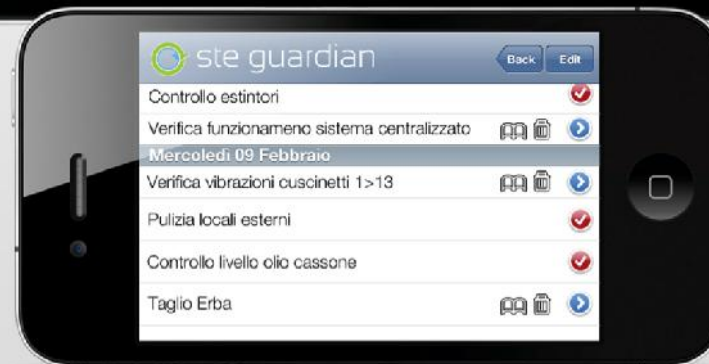 ste guardian
Back
Edit
Controllo estintori
Verifica funzionameno sistema centralizzato
Mercoledì 09 Febbraio
Verifica vibrazioni cuscinetti 1>13
Pulizia locali esterni
Controllo livello olio cassone
Taglio Erba